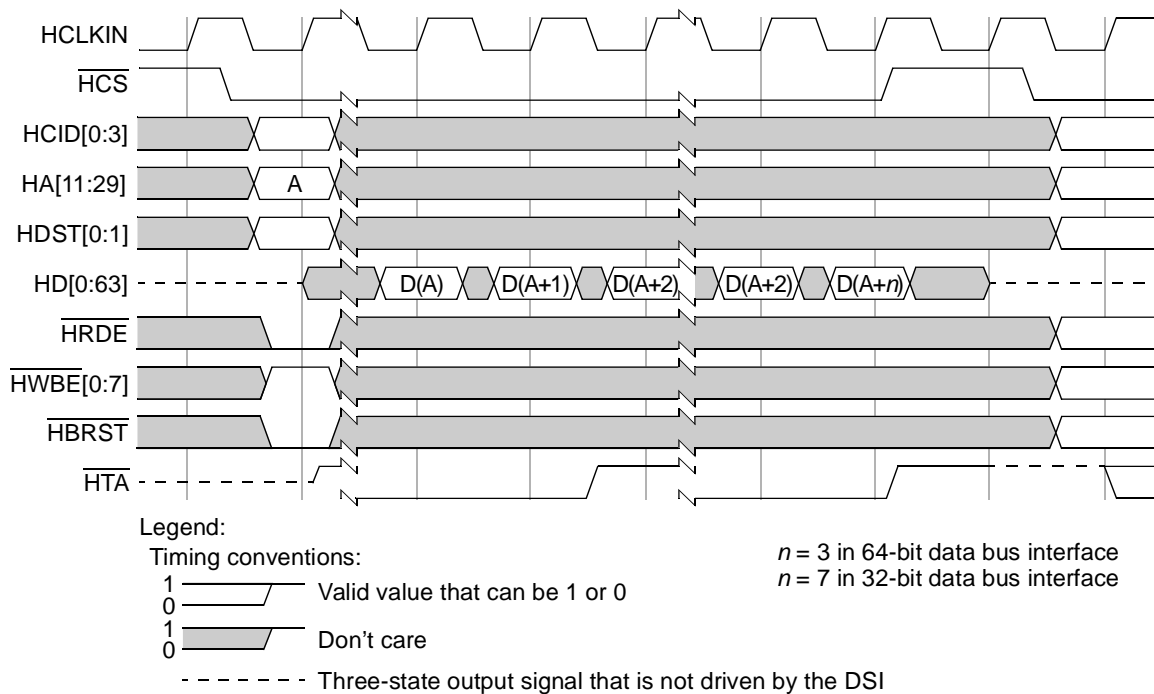 HCLKIN
HCS
HCID[0:3]
HA[11:29] A
HDST[0:1]
HD[0:63] D(A) D(A+1) D(A+2) D(A+2) D(A+n)
HRDE
HWBE[0:7]
HBRST
HTA
Legend:
Timing conventions:
1
0 Valid value that can be 1 or 0
1
0 Don't care
Three-state output signal that is not driven by the DSI
n = 3 in 64-bit data bus interface
n = 7 in 32-bit data bus interface